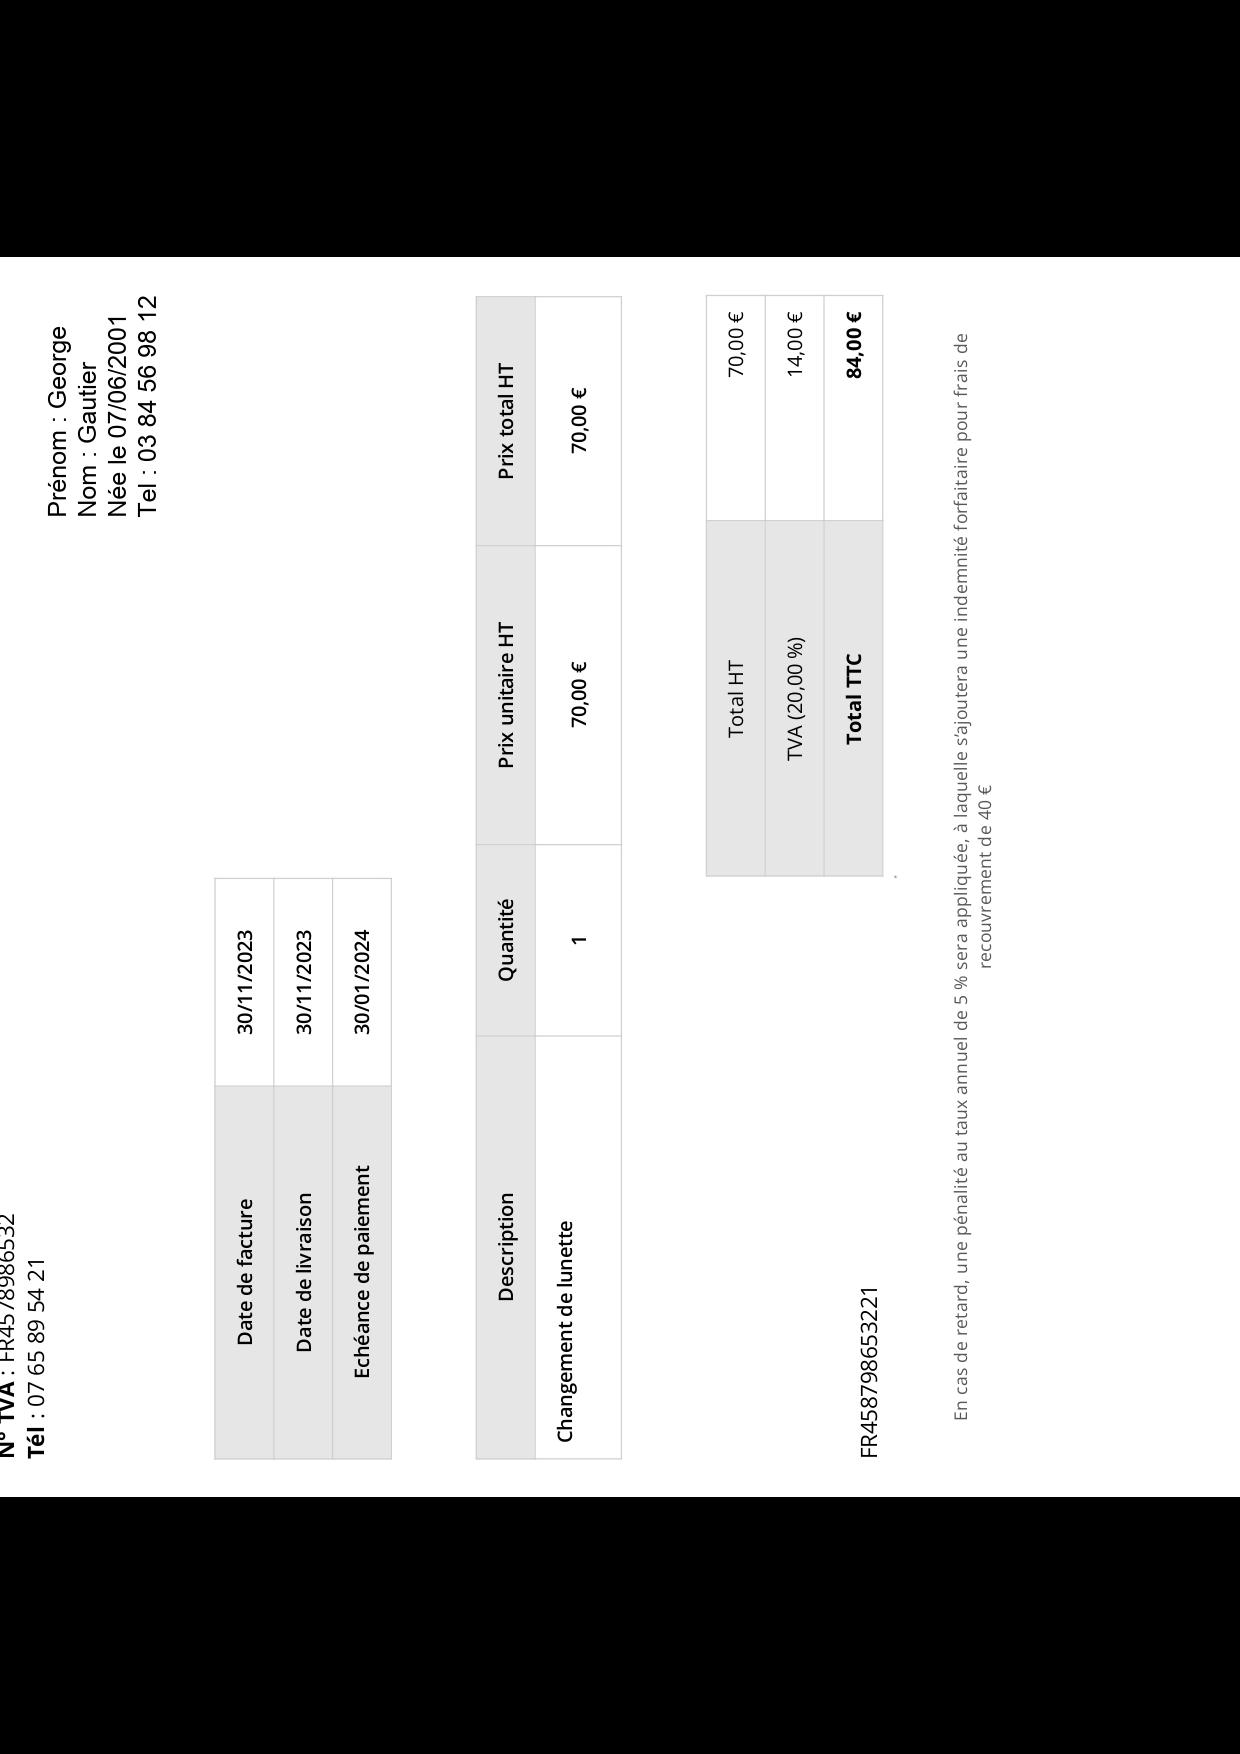 N° TVA : FR4578986532
Tél : 07 65 89 54 21
Prénom : George
Nom : Gautier
Née le 07/06/2001
Tel : 03 84 56 98 12
Date de facture 30/11/2023
Date de livraison 30/11/2023
Echéance de paiement 30/01/2024
Description Quantité Prix unitaire HT Prix total HT
Changement de lunette 1 70,00 € 70,00 €
Total HT 70,00 €
TVA (20,00 %) 14,00 €
Total TTC 84,00 €
FR458798653221
En cas de retard, une pénalité au taux annuel de 5 % sera appliquée, à laquelle s'ajoutera une indemnité forfaitaire pour frais de
recouvrement de 40 €